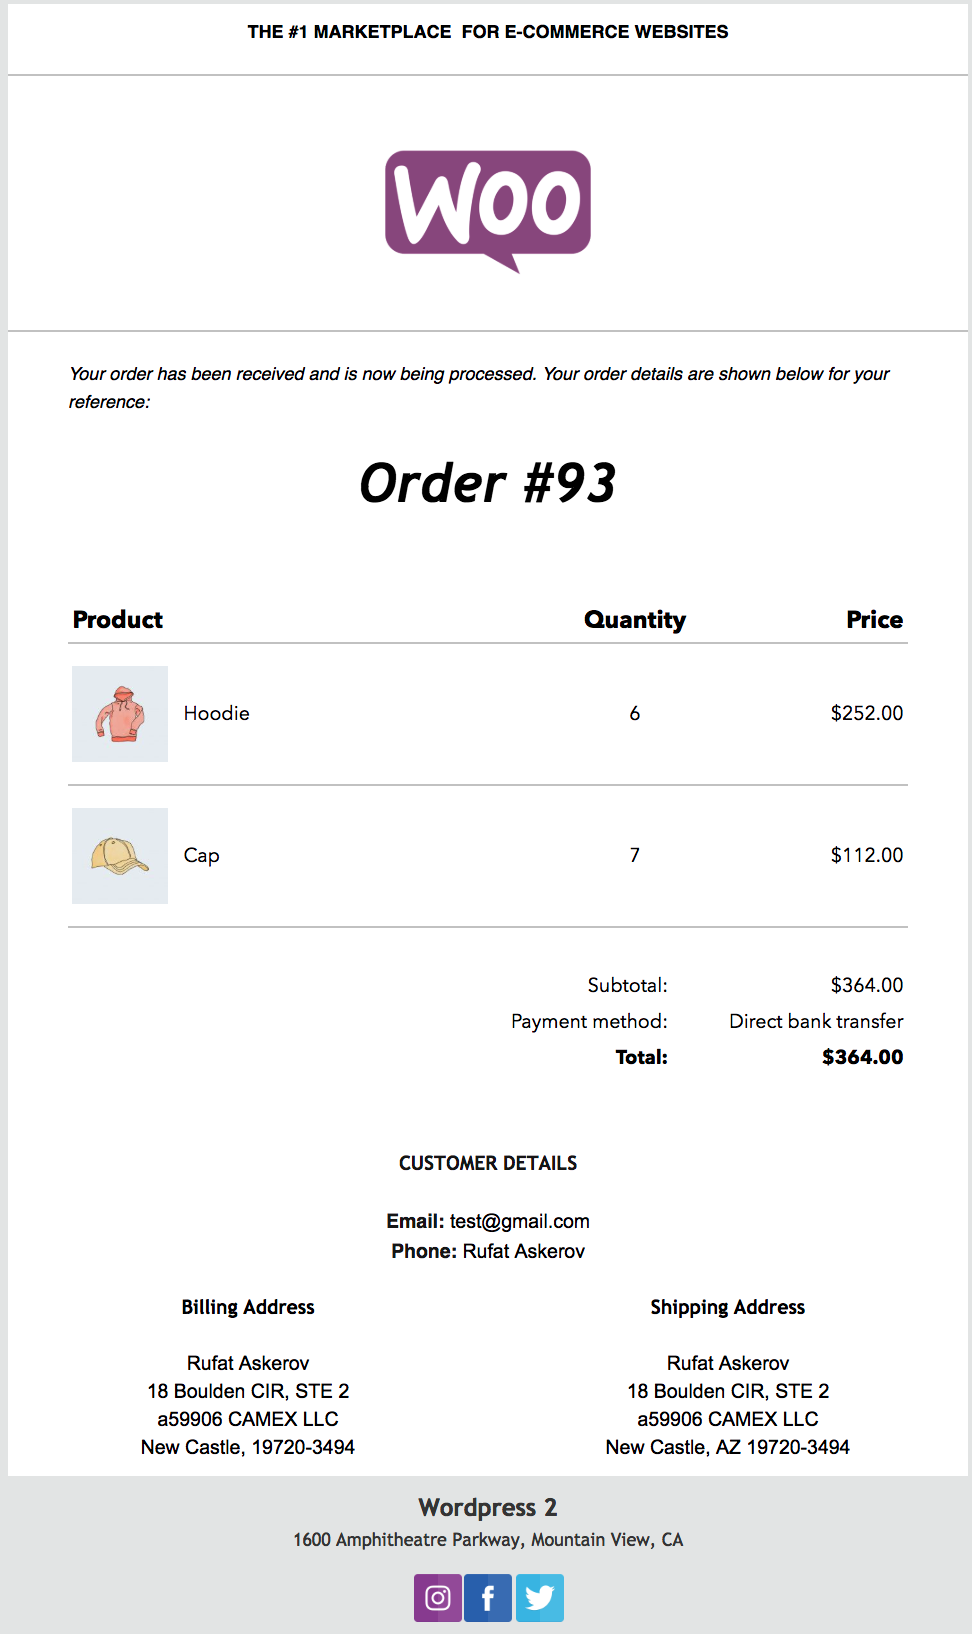 THE #1 MARKETPLACE FOR E-COMMERCE WEBSITES
WOO
Your order has been received and is now being processed. Your order details are shown below for your
reference:
Order #93
Product Quantity Price
Hoodie 6 $252.00
Cap 7 $112.00
Subtotal: $364.00
Payment method: Direct bank transfer
Total: $364.00
CUSTOMER DETAILS
Email: test@gmail.com
Phone: Rufat Askerov
Billing Address
Rufat Askerov
18 Boulden CIR, STE 2
a59906 CAMEX LLC
New Castle, 19720-3494
Shipping Address
Rufat Askerov
18 Boulden CIR, STE 2
a59906 CAMEX LLC
New Castle, AZ 19720-3494
Wordpress 2
1600 Amphitheatre Parkway, Mountain View, CA